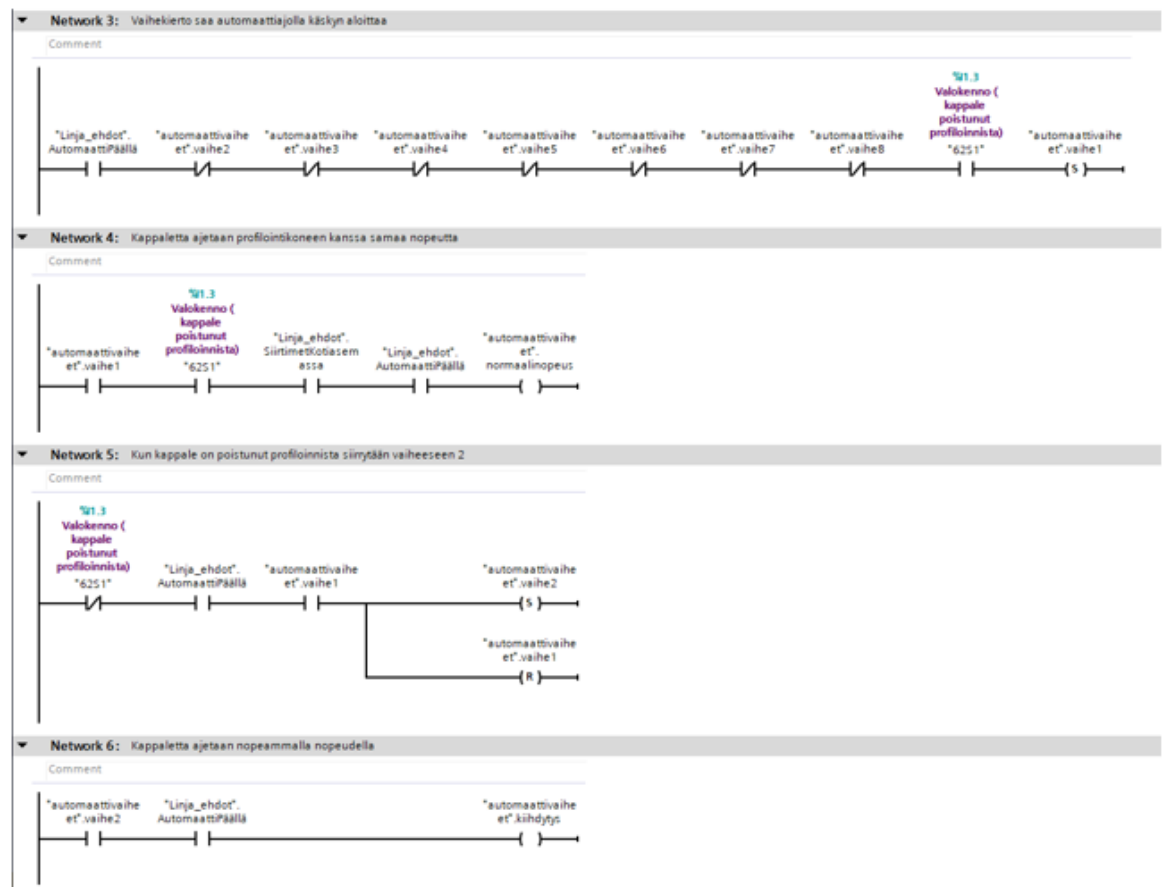 Network 3: Vaihekierto saa automaattiajolla käskyn aloittaa
Comment
%I1.3
Valokenno (
kappale
poistunut
profiloinnista)
"Linja_ehdot". "automaattivaihe "automaattivaihe "automaattivaihe "automaattivaihe "automaattivaihe "automaattivaihe "automaattivaihe "62S1" "automaattivaihe
AutomaattiPäällä et".vaihe2 et".vaihe3 et".vaihe4 et".vaihe5 et".vaihe6 et".vaihe7 et".vaihe8 et".vaihe1
S
Network 4: Kappaletta ajetaan profilointikoneen kanssa samaa nopeutta
Comment
%I1.3
Valokenno (
kappale
poistunut
profiloinnista)
"62S1"
"automaattivaihe
et".vaihe1
"Linja_ehdot".
SiirtimetKotiasem
assa
"Linja_ehdot".
AutomaattiPäällä
"automaattivaihe
et".
normaalinopeus
Network 5: Kun kappale on poistunut profiloinnista siirrytään vaiheeseen 2
Comment
%I1.3
Valokenno (
kappale
poistunut
profiloinnista)
"62S1"
"Linja_ehdot".
AutomaattiPäällä
"automaattivaihe
et".vaihe1
"automaattivaihe
et".vaihe2
S
"automaattivaihe
et".vaihe1
R
Network 6: Kappaletta ajetaan nopeammalla nopeudella
Comment
"automaattivaihe
et".vaihe2
"Linja_ehdot".
AutomaattiPäällä
"automaattivaihe
et".kiihdytys